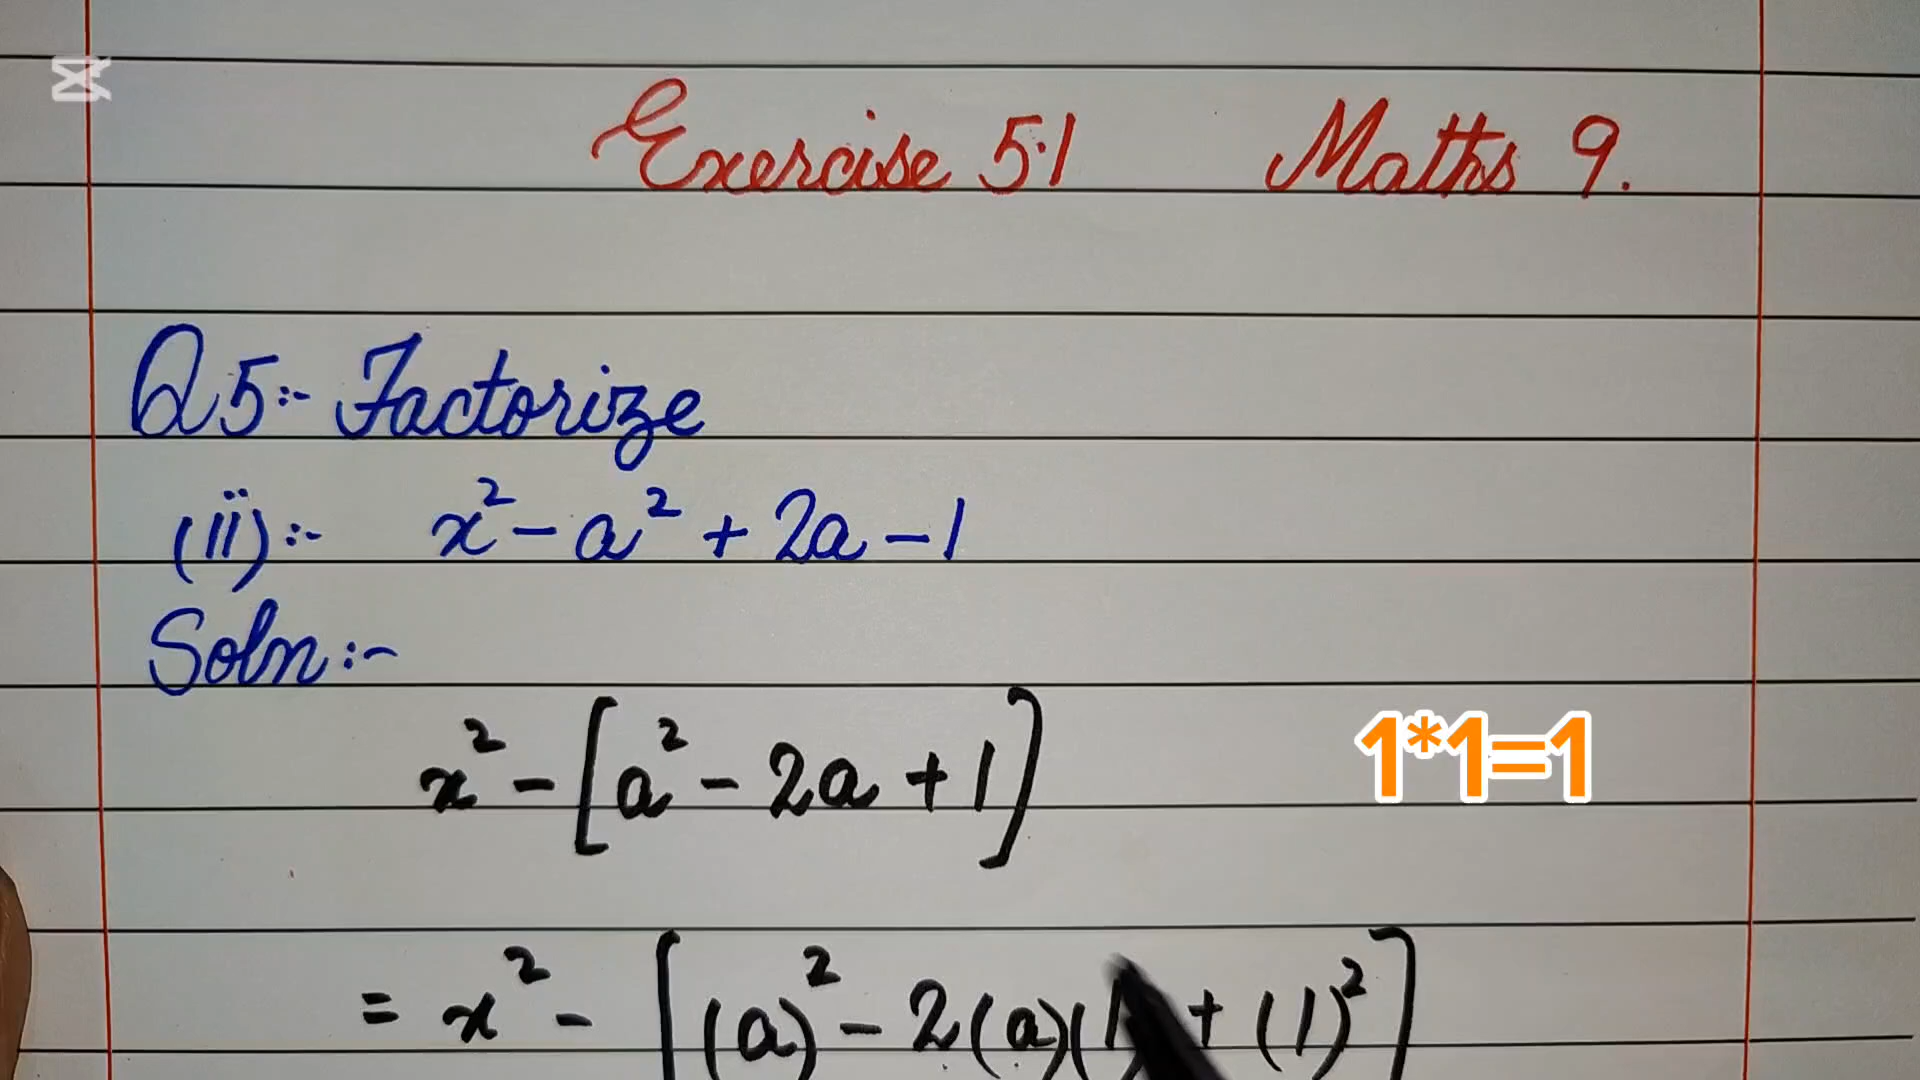 Exercise 5.1 Maths 9.
Q5:- Factorize
(ii):- x² - a² + 2a - 1
Soln:-
x² - [a² - 2a + 1]
1*1=1
= x² - [(a)² - 2(a)(1) + (1)²]